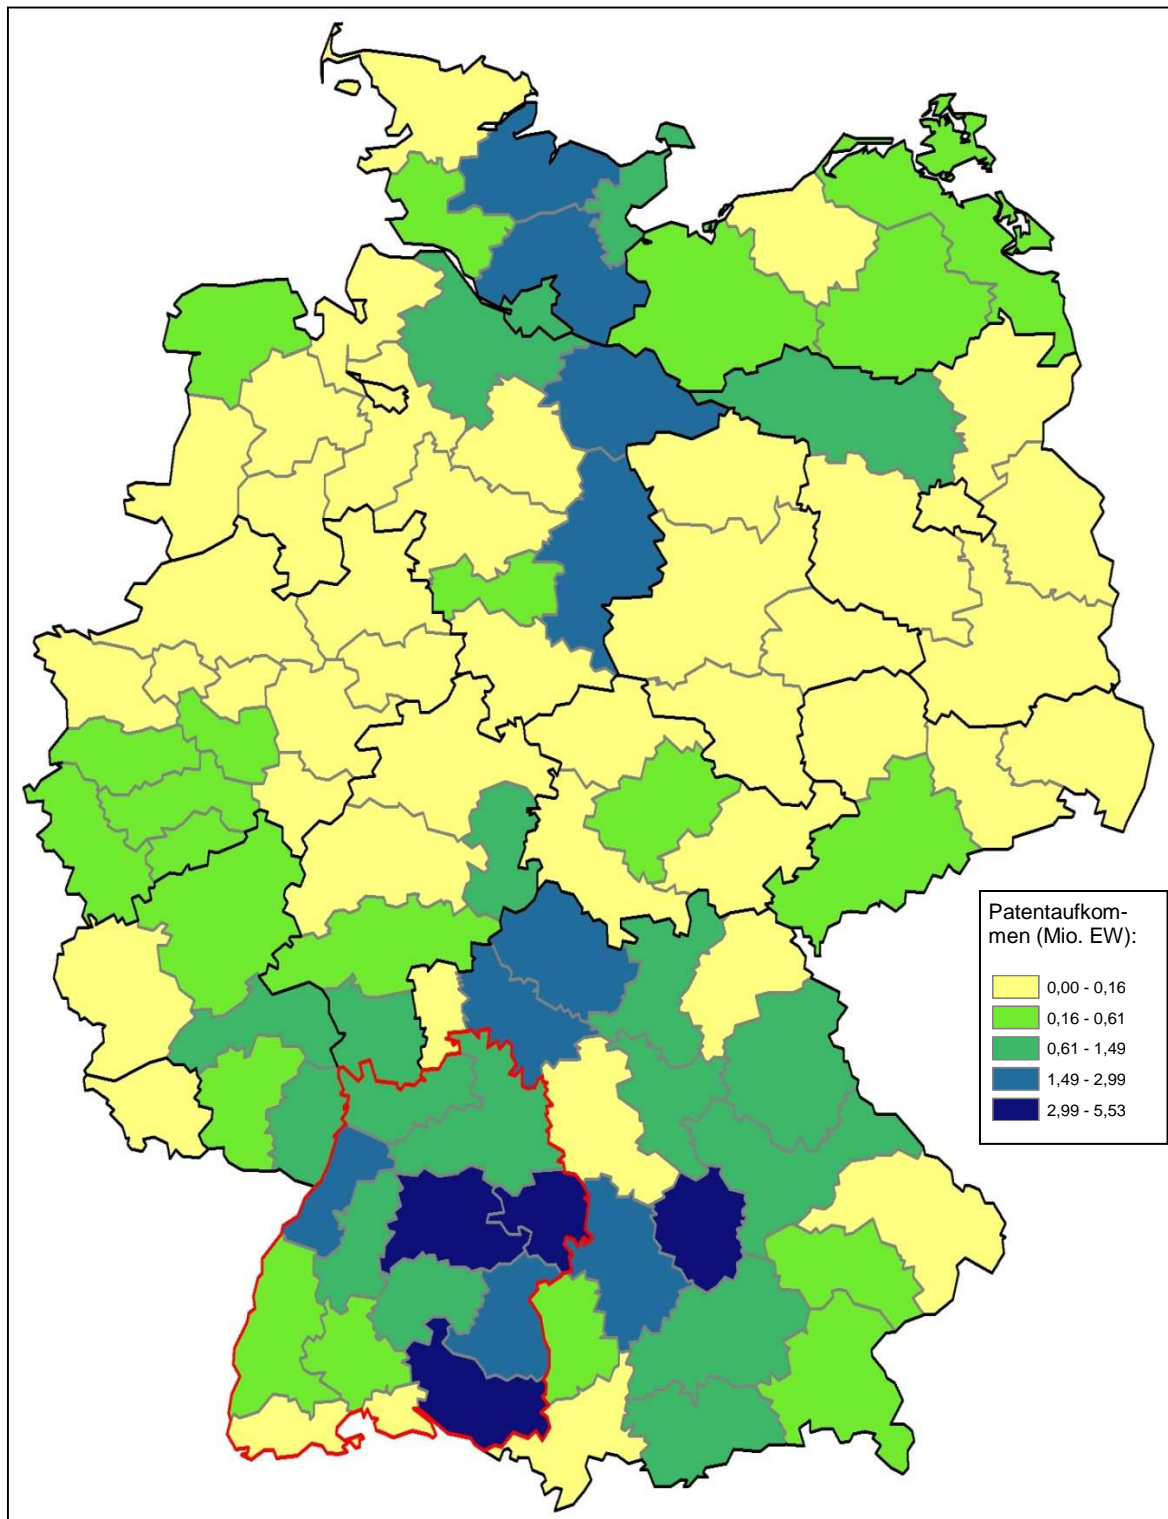 Patentaufkom-
men (Mio. EW):
0,00 - 0,16
0,16 - 0,61
0,61 - 1,49
1,49 - 2,99
2,99 - 5,53